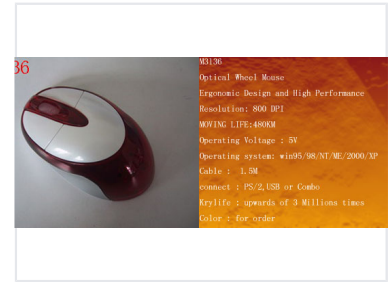 36
M3136
Optical Wheel Mouse
Ergonomic Design and High Performance
Resolution: 800 DPI
MOVING LIFE:480KM
Operating Voltage : 5V
Operating system: win95/98/NT/ME/2000/XP
Cable : 1.5M
connect : PS/2,USB or Combo
Krylife : upwards of 3 Millions times
Color : for order